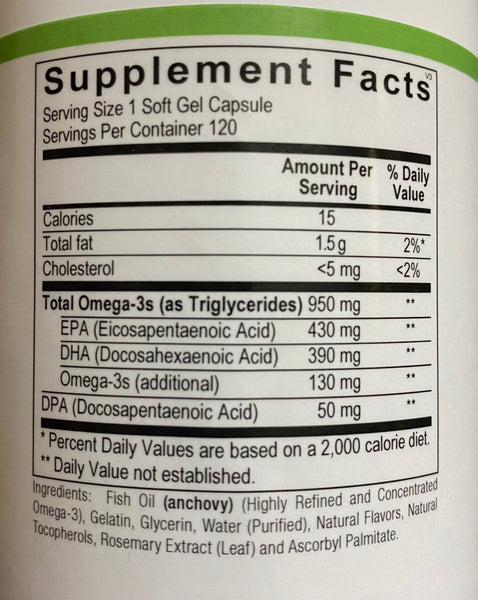 Supplement Facts
V3
Serving Size 1 Soft Gel Capsule
Servings Per Container 120
Amount Per Serving % Daily Value
Calories 15
Total fat 1.5 g 2%*
Cholesterol <5 mg <2%
Total Omega-3s (as Triglycerides) 950 mg **
EPA (Eicosapentaenoic Acid) 430 mg **
DHA (Docosahexaenoic Acid) 390 mg **
Omega-3s (additional) 130 mg **
DPA (Docosapentaenoic Acid) 50 mg **
* Percent Daily Values are based on a 2,000 calorie diet.
** Daily Value not established.
Ingredients: Fish Oil (anchovy) (Highly Refined and Concentrated
Omega-3), Gelatin, Glycerin, Water (Purified), Natural Flavors, Natural
Tocopherols, Rosemary Extract (Leaf) and Ascorbyl Palmitate.